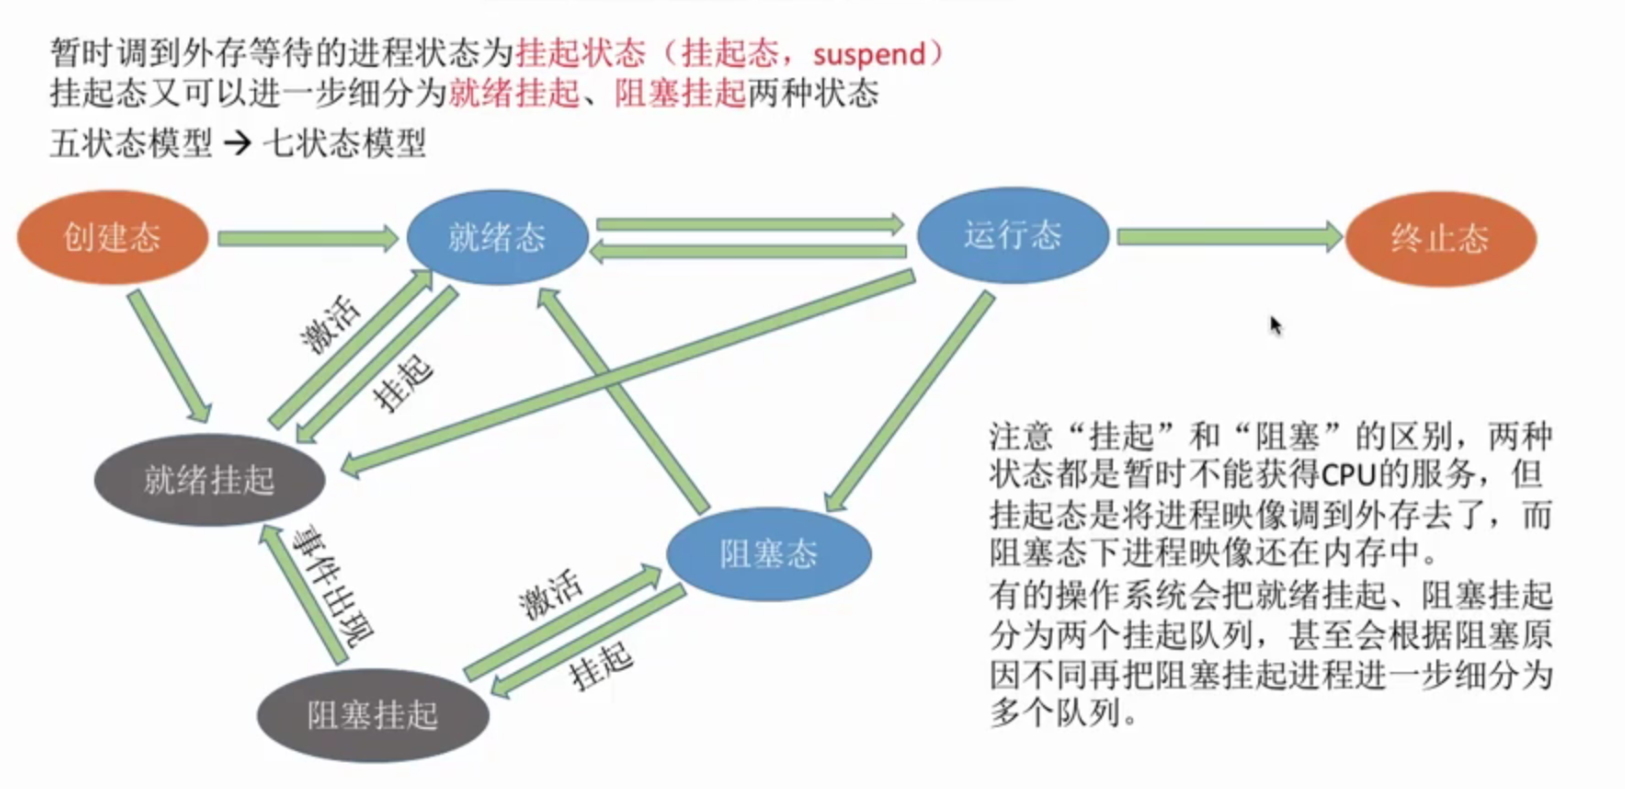 暂时调到外存等待的进程状态为挂起状态（挂起态，suspend）
挂起态又可以进一步细分为就绪挂起、阻塞挂起两种状态
五状态模型 → 七状态模型
创建态
就绪态
运行态
终止态
激活
挂起
就绪挂起
事件出现
阻塞态
激活
挂起
阻塞挂起
注意“挂起”和“阻塞”的区别，两种
状态都是暂时不能获得CPU的服务，但
挂起态是将进程映像调到外存去了，而
阻塞态下进程映像还在内存中。
有的操作系统会把就绪挂起、阻塞挂起
分为两个挂起队列，甚至会根据阻塞原
因不同再把阻塞挂起进程进一步细分为
多个队列。